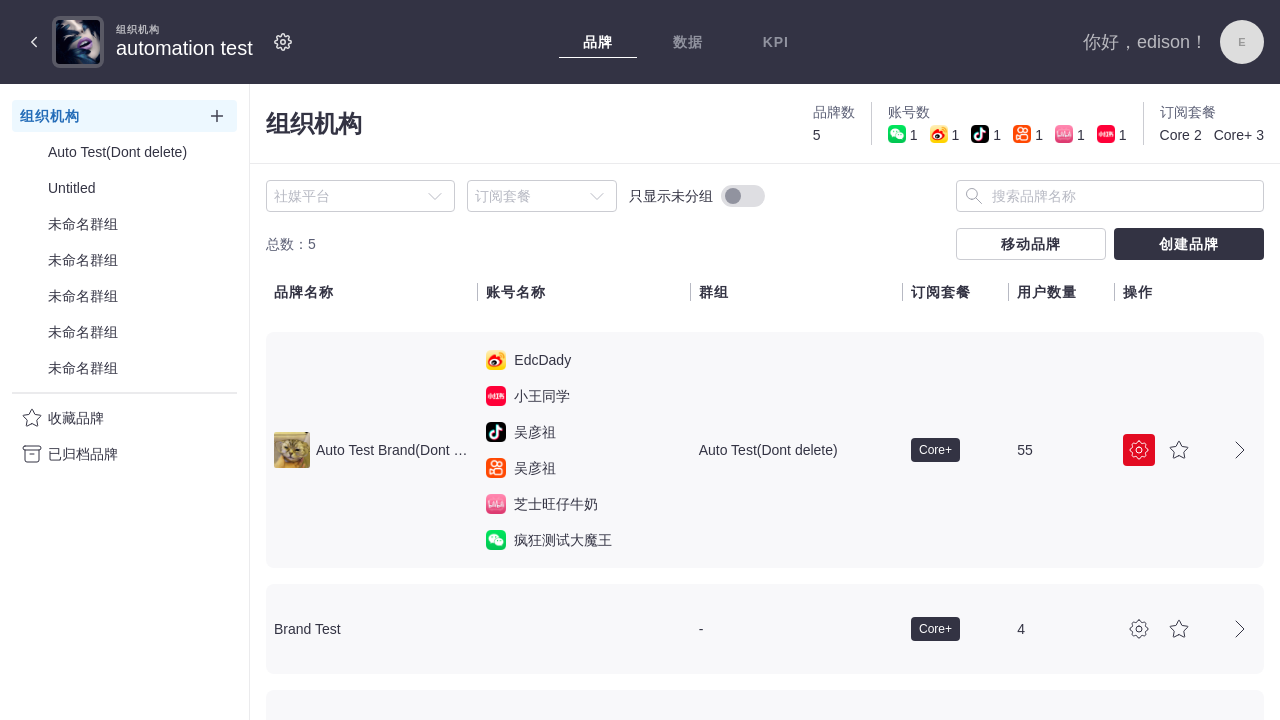 组织机构
automation test
品牌
数据
KPI
你好，edison！
E
组织机构
Auto Test(Dont delete)
Untitled
未命名群组
未命名群组
未命名群组
未命名群组
未命名群组
收藏品牌
已归档品牌
组织机构
品牌数
5
账号数
1 1 1 1 1 1
订阅套餐
Core 2 Core+ 3
社媒平台
订阅套餐
只显示未分组
搜索品牌名称
总数：5
移动品牌
创建品牌
品牌名称 账号名称 群组 订阅套餐 用户数量 操作
Auto Test Brand(Dont …
EdcDady
小王同学
吴彦祖
吴彦祖
芝士旺仔牛奶
疯狂测试大魔王
Auto Test(Dont delete)
Core+
55
Brand Test
-
Core+
4